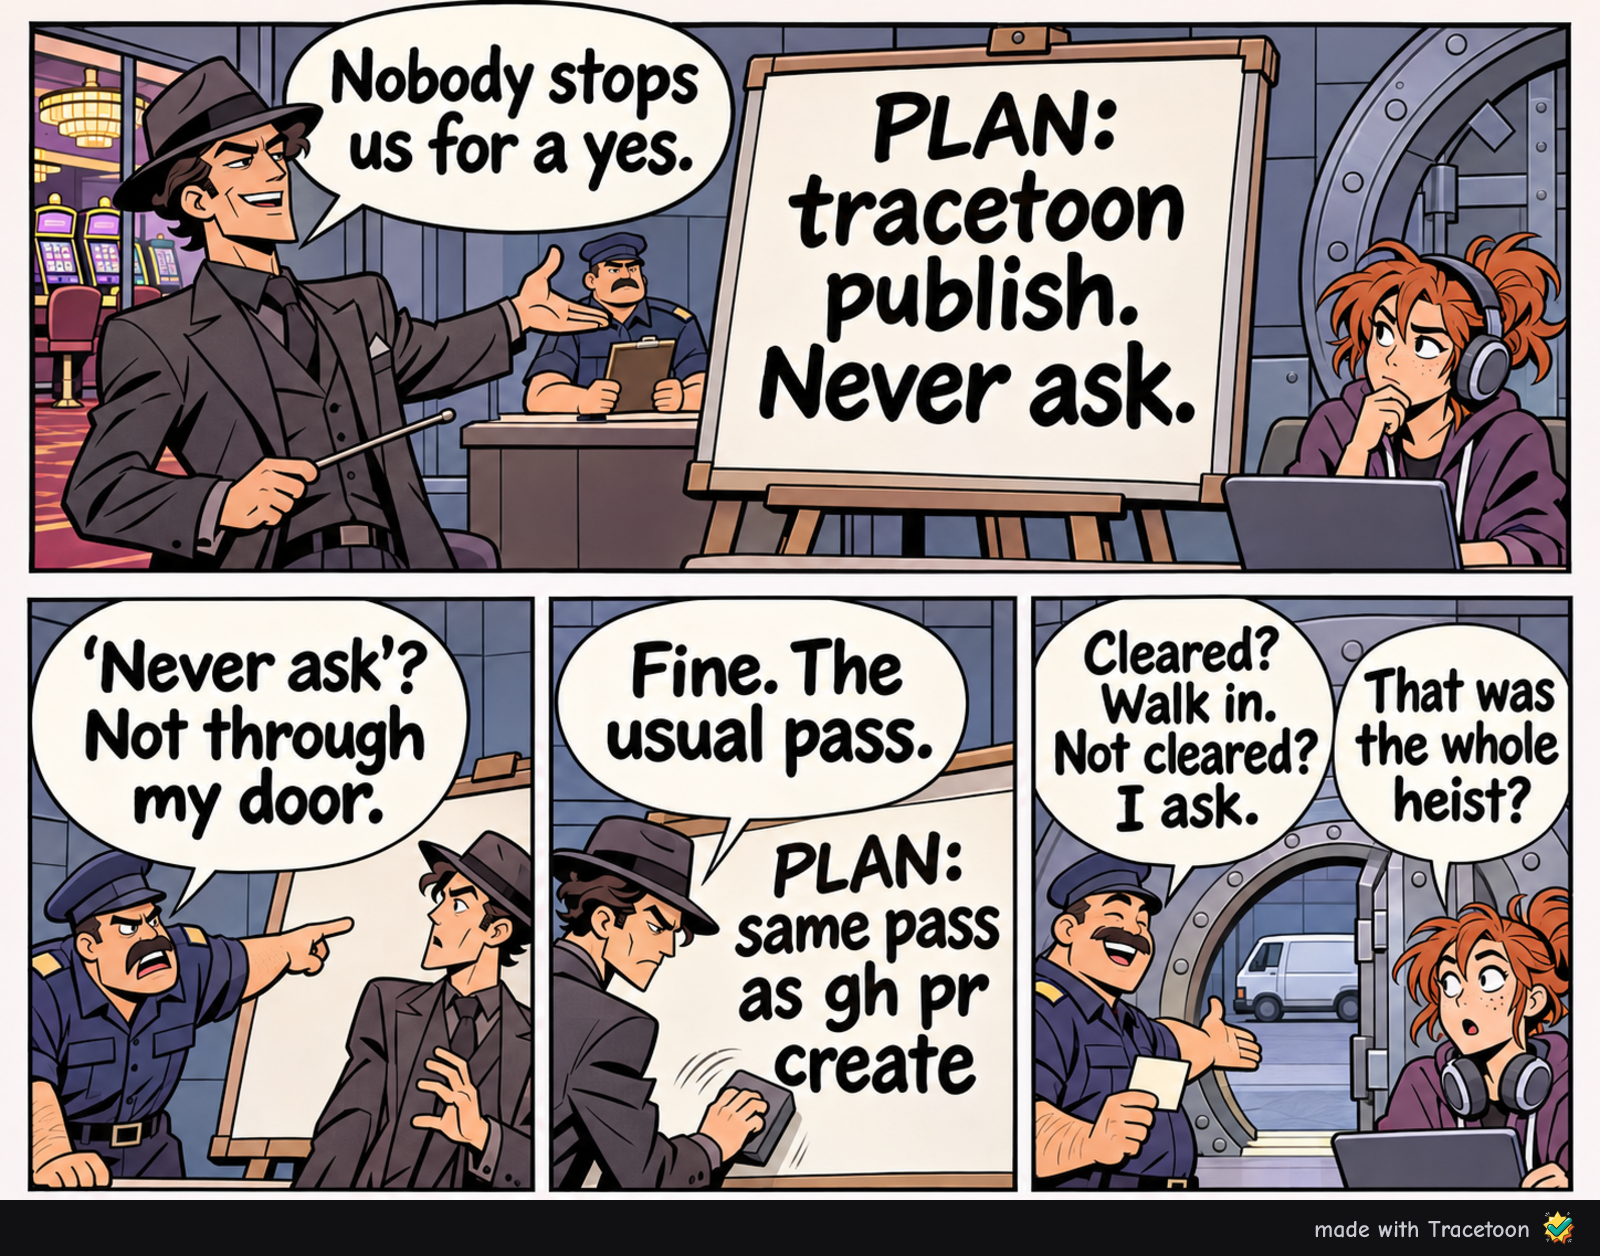 Nobody stops
us for a yes.
PLAN:
tracetoon
publish.
Never ask.
‘Never ask’?
Not through
my door.
Fine. The
usual pass.
PLAN:
same pass
as gh pr
create
Cleared?
Walk in.
Not cleared?
I ask.
That was
the whole
heist?
made with Tracetoon